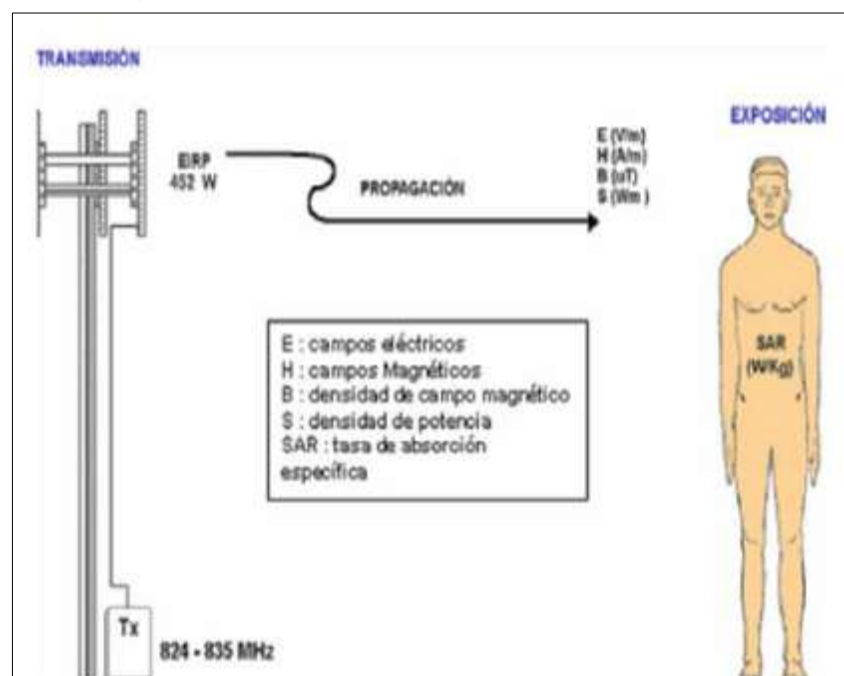 TRANSMISIÓN
EXPOSICIÓN
EIRP
452 W
PROPAGACIÓN
E (V/m)
H (A/m)
B (uT)
S (Wm )
E : campos eléctricos
H : campos Magnéticos
B : densidad de campo magnético
S : densidad de potencia
SAR : tasa de absorción
específica
SAR
(W/Kg)
Tx
824 - 835 MHz